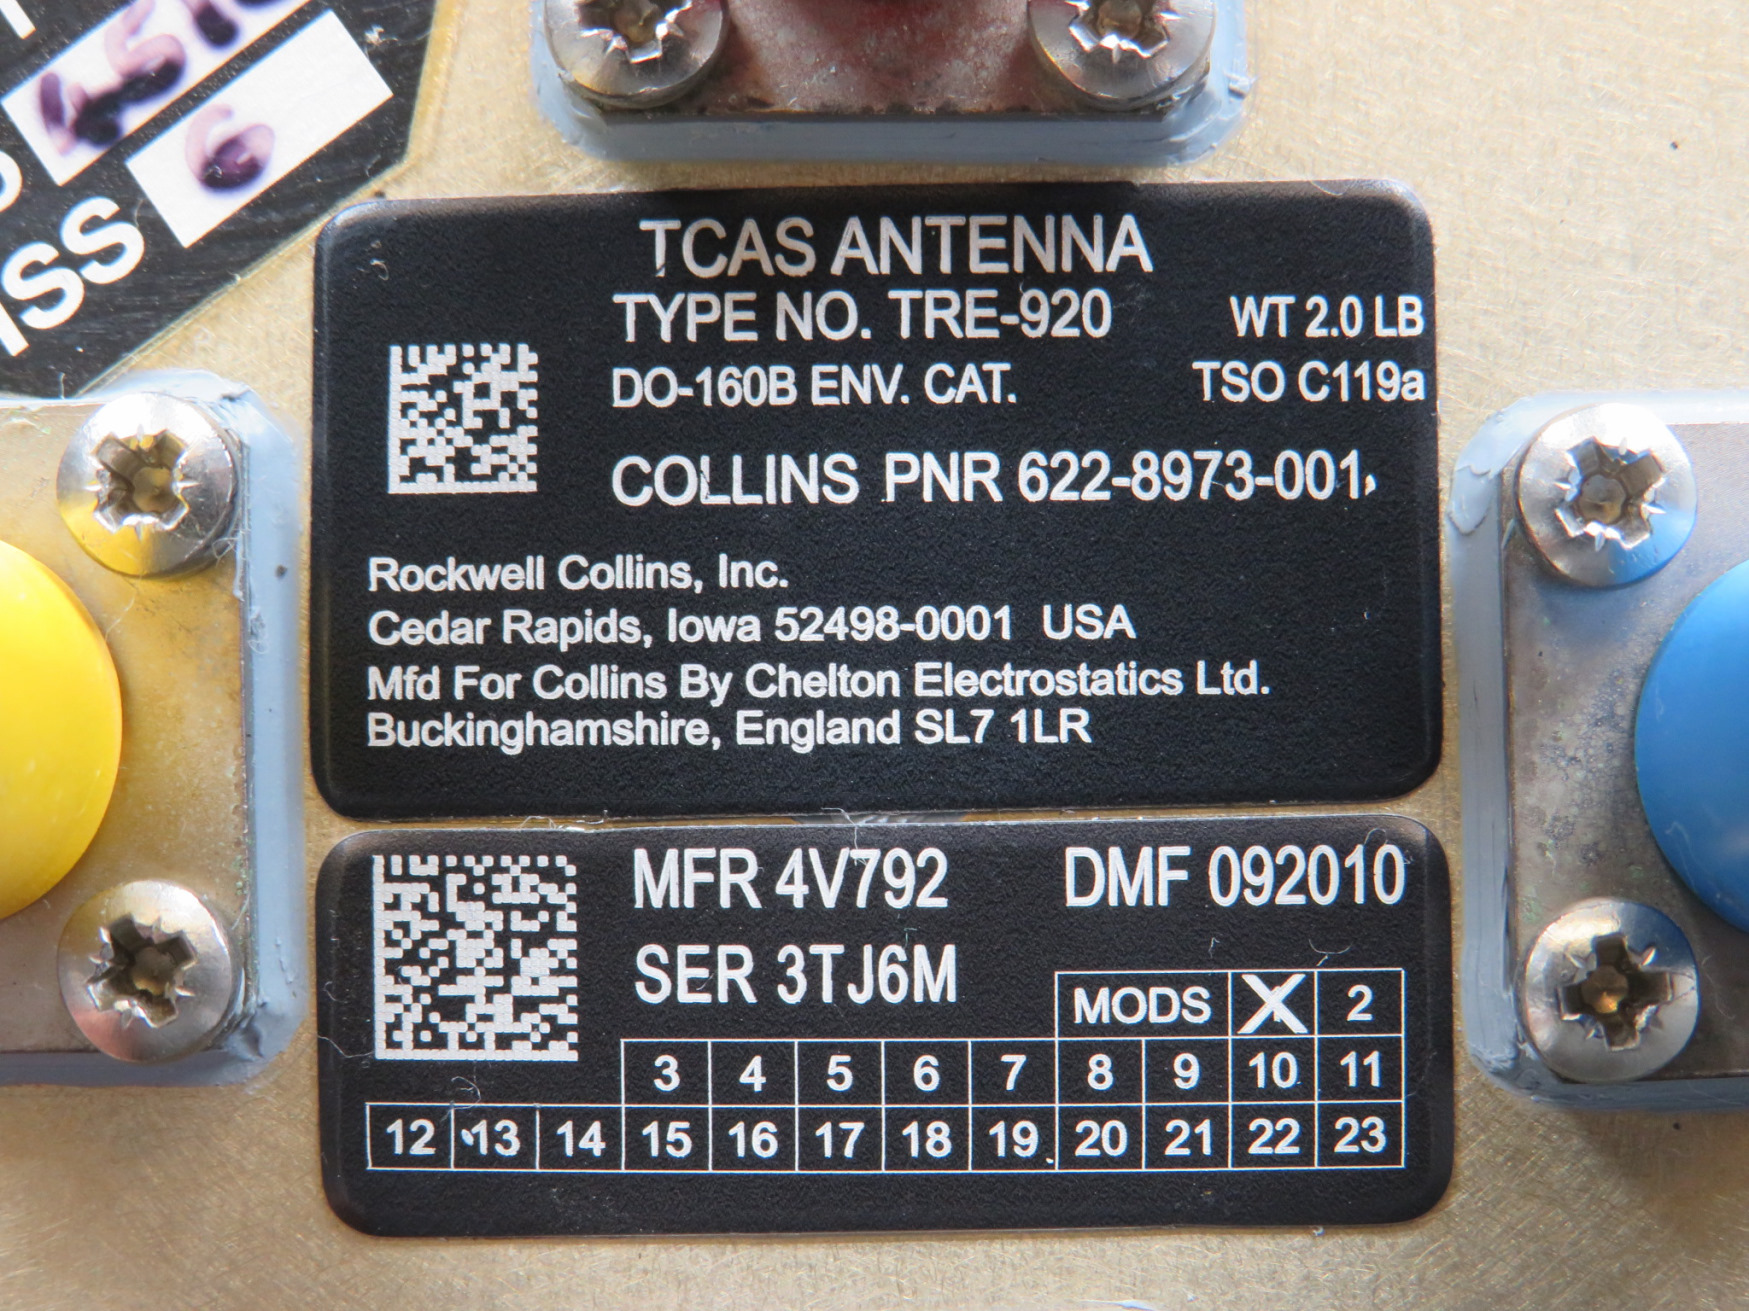 ISS 6
TCAS ANTENNA
TYPE NO. TRE-920 WT 2.0 LB
DO-160B ENV. CAT. TSO C119a
COLLINS PNR 622-8973-001
Rockwell Collins, Inc.
Cedar Rapids, Iowa 52498-0001 USA
Mfd For Collins By Chelton Electrostatics Ltd.
Buckinghamshire, England SL7 1LR
MFR 4V792 DMF 092010
SER 3TJ6M
MODS X 2
3 4 5 6 7 8 9 10 11
12 13 14 15 16 17 18 19 20 21 22 23